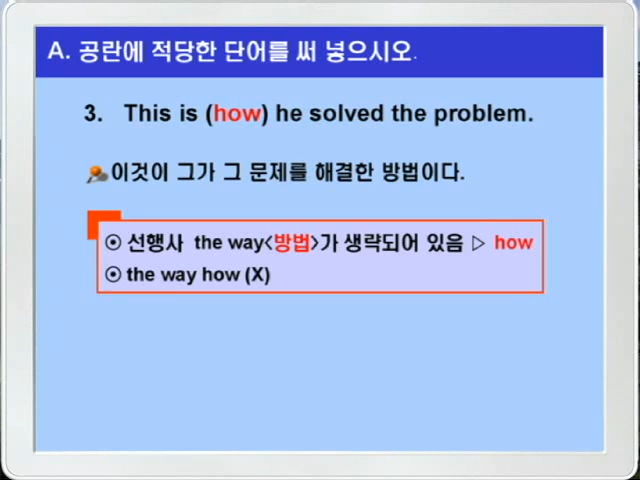 A. 공란에 적당한 단어를 써 넣으시오.
3. This is (how) he solved the problem.
이것이 그가 그 문제를 해결한 방법이다.
⊙ 선행사 the way<방법>가 생략되어 있음 ▷ how
⊙ the way how (X)